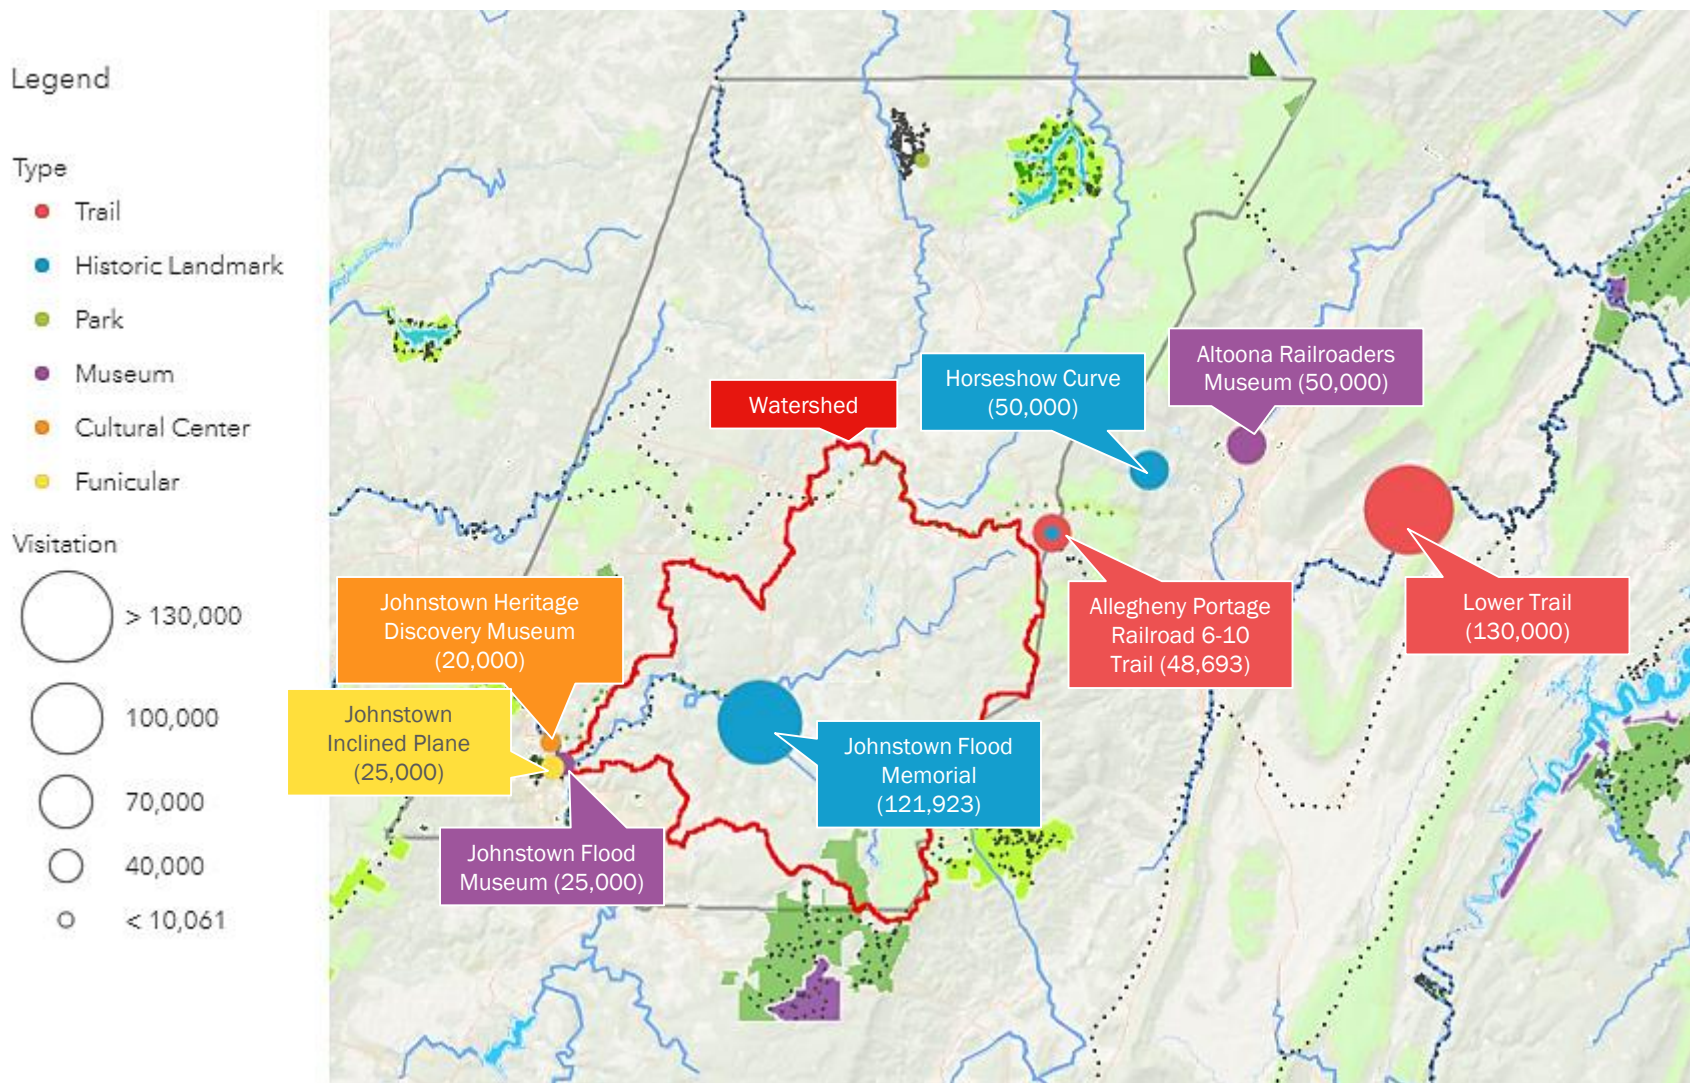 Legend
Type
Trail
Historic Landmark
Park
Museum
Cultural Center
Funicular
Visitation
> 130,000
100,000
70,000
40,000
< 10,061
Watershed
Horseshow Curve
(50,000)
Altoona Railroaders
Museum (50,000)
Johnstown Heritage
Discovery Museum
(20,000)
Johnstown
Inclined Plane
(25,000)
Johnstown Flood
Museum (25,000)
Johnstown Flood
Memorial
(121,923)
Allegheny Portage
Railroad 6-10
Trail (48,693)
Lower Trail
(130,000)